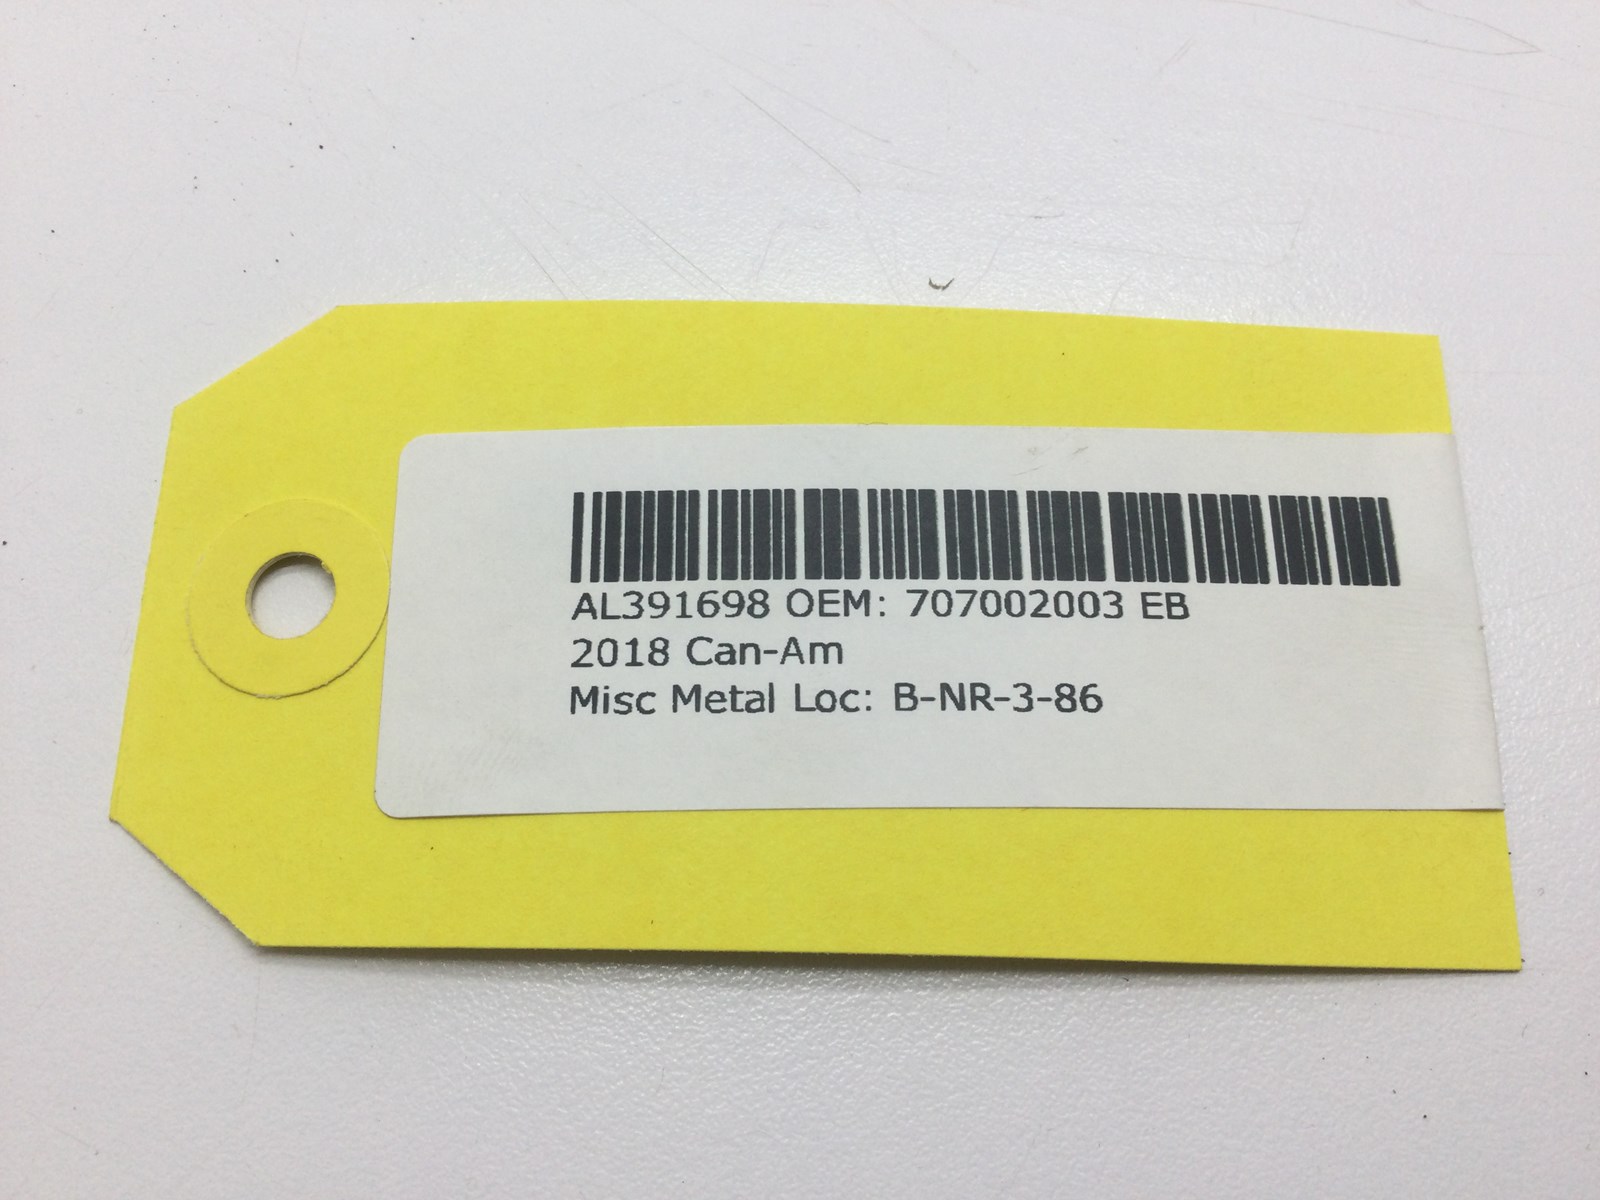 AL391698 OEM: 707002003 EB
2018 Can-Am
Misc Metal Loc: B-NR-3-86